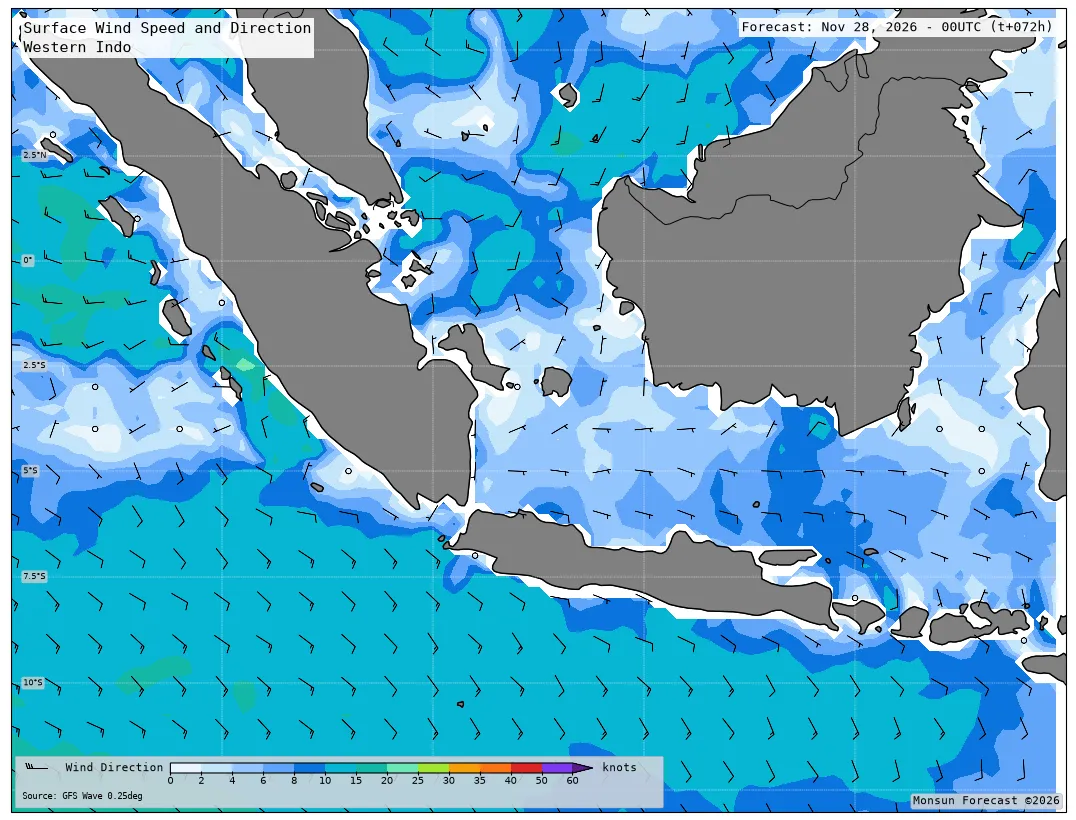 Surface Wind Speed and Direction
Western Indo
Forecast: Nov 28, 2026 - 00UTC (t+072h)
2.5°N
0°
2.5°S
5°S
7.5°S
10°S
Wind Direction
0 2 4 6 8 10 15 20 25 30 35 40 50 60
knots
Source: GFS Wave 0.25deg
Monsun Forecast ©2026